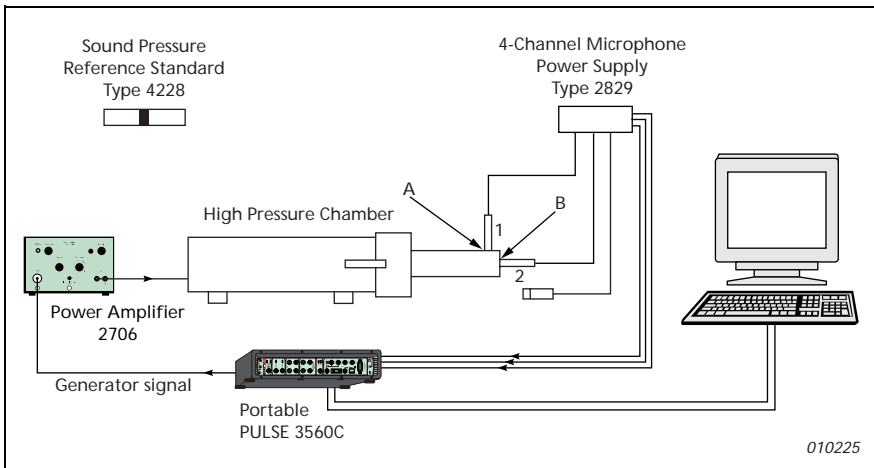 Sound Pressure
Reference Standard
Type 4228
4-Channel Microphone
Power Supply
Type 2829
A
B
High Pressure Chamber
1
2
Power Amplifier
2706
Generator signal
Portable
PULSE 3560C
010225